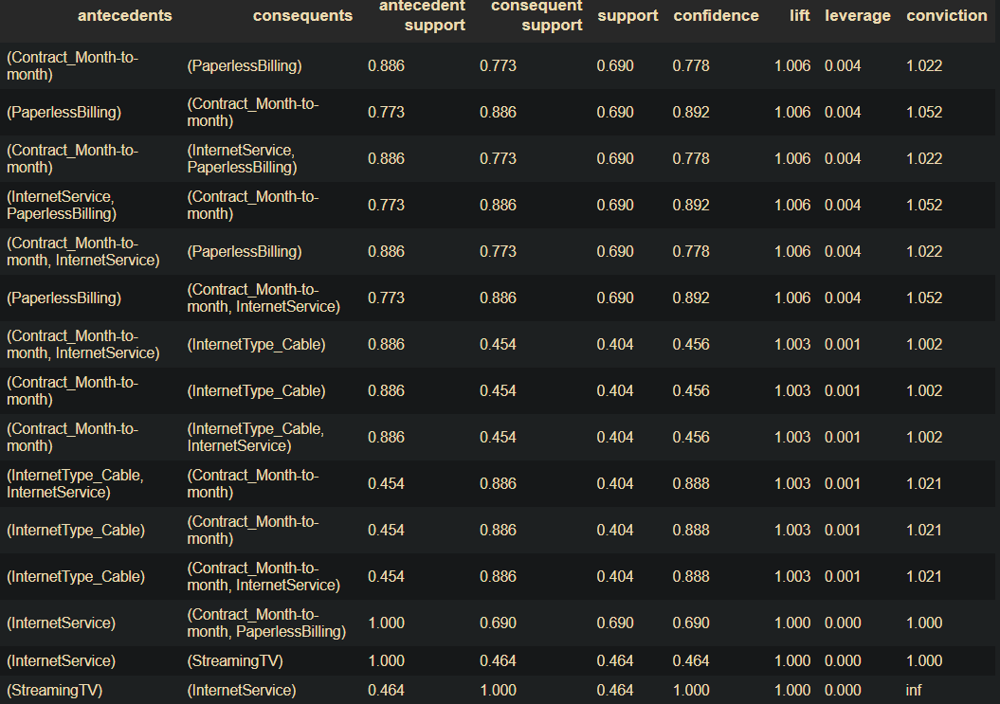 antecedents consequents antecedent support consequent support support confidence lift leverage conviction
(Contract_Month-to-month) (PaperlessBilling) 0.886 0.773 0.690 0.778 1.006 0.004 1.022
(PaperlessBilling) (Contract_Month-to-month) 0.773 0.886 0.690 0.892 1.006 0.004 1.052
(Contract_Month-to-month) (InternetService, PaperlessBilling) 0.886 0.773 0.690 0.778 1.006 0.004 1.022
(InternetService, PaperlessBilling) (Contract_Month-to-month) 0.773 0.886 0.690 0.892 1.006 0.004 1.052
(Contract_Month-to-month, InternetService) (PaperlessBilling) 0.886 0.773 0.690 0.778 1.006 0.004 1.022
(PaperlessBilling) (Contract_Month-to-month, InternetService) 0.773 0.886 0.690 0.892 1.006 0.004 1.052
(Contract_Month-to-month, InternetService) (InternetType_Cable) 0.886 0.454 0.404 0.456 1.003 0.001 1.002
(Contract_Month-to-month) (InternetType_Cable) 0.886 0.454 0.404 0.456 1.003 0.001 1.002
(Contract_Month-to-month) (InternetType_Cable, InternetService) 0.886 0.454 0.404 0.456 1.003 0.001 1.002
(InternetType_Cable, InternetService) (Contract_Month-to-month) 0.454 0.886 0.404 0.888 1.003 0.001 1.021
(InternetType_Cable) (Contract_Month-to-month) 0.454 0.886 0.404 0.888 1.003 0.001 1.021
(InternetType_Cable) (Contract_Month-to-month, InternetService) 0.454 0.886 0.404 0.888 1.003 0.001 1.021
(InternetService) (Contract_Month-to-month, PaperlessBilling) 1.000 0.690 0.690 0.690 1.000 0.000 1.000
(InternetService) (StreamingTV) 1.000 0.464 0.464 0.464 1.000 0.000 1.000
(StreamingTV) (InternetService) 0.464 1.000 0.464 1.000 1.000 0.000 inf